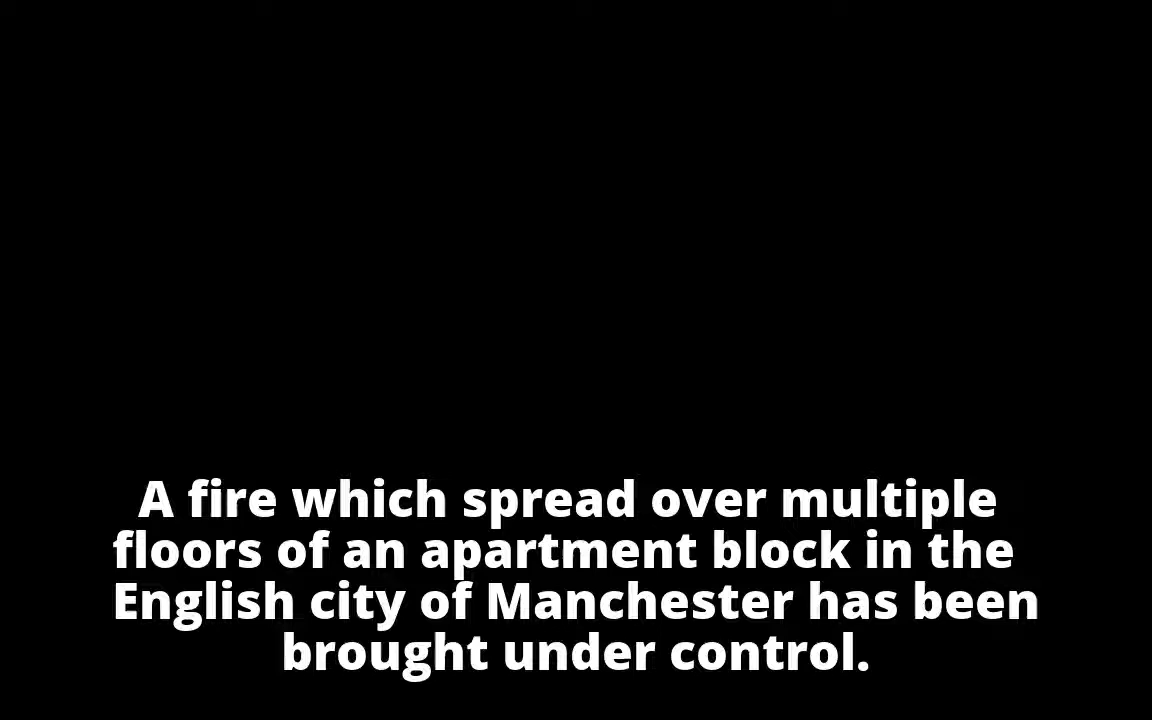 A fire which spread over multiple
floors of an apartment block in the
English city of Manchester has been
brought under control.